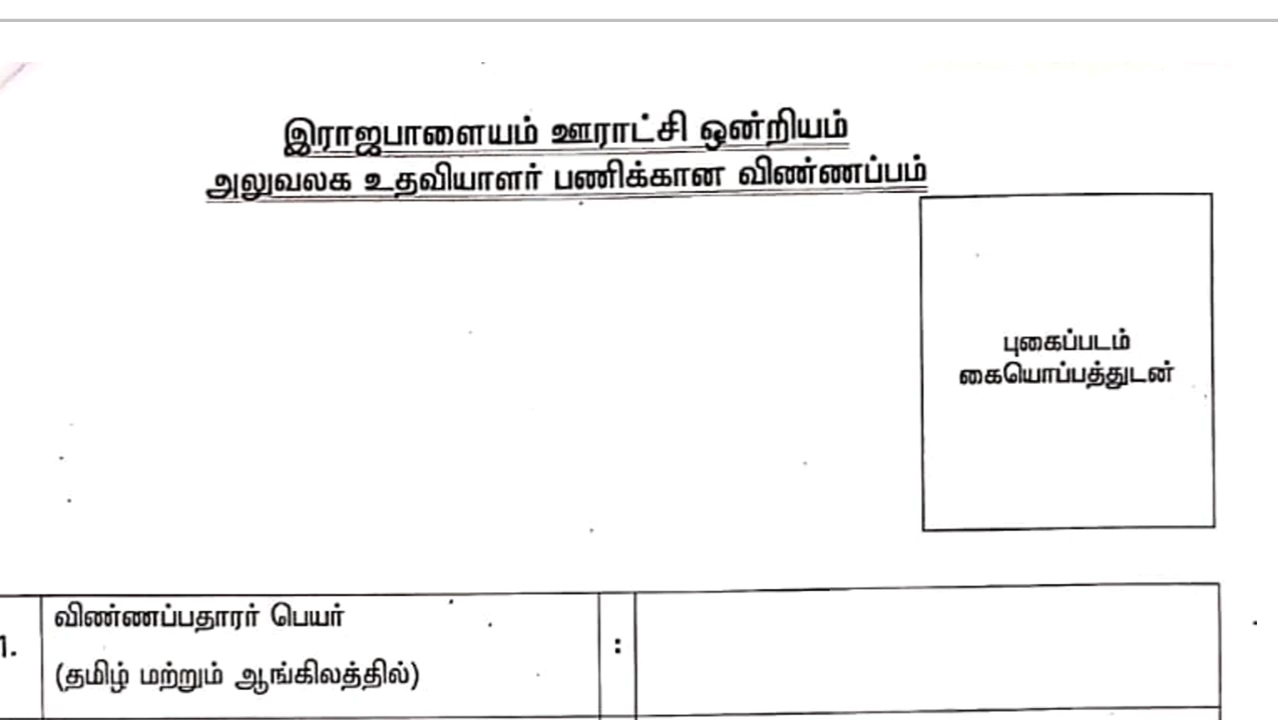 இராஜபாளையம் ஊராட்சி ஒன்றியம்
அலுவலக உதவியாளர் பணிக்கான விண்ணப்பம்
புகைப்படம்
கையொப்பத்துடன்
1.
விண்ணப்பதாரர் பெயர்
(தமிழ் மற்றும் ஆங்கிலத்தில்)
: